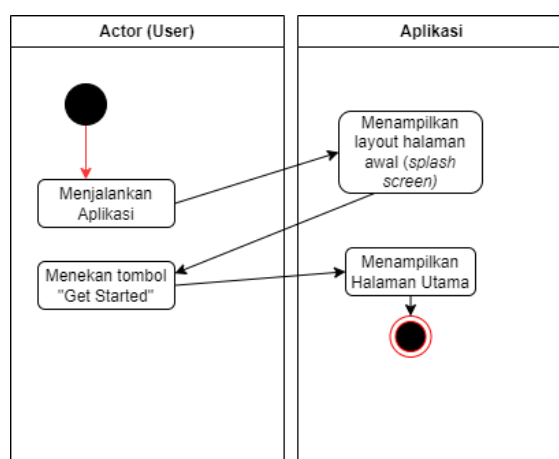 Actor (User)
Aplikasi
Menjalankan
Aplikasi
Menampilkan
layout halaman
awal (splash
screen)
Menekan tombol
"Get Started"
Menampilkan
Halaman Utama